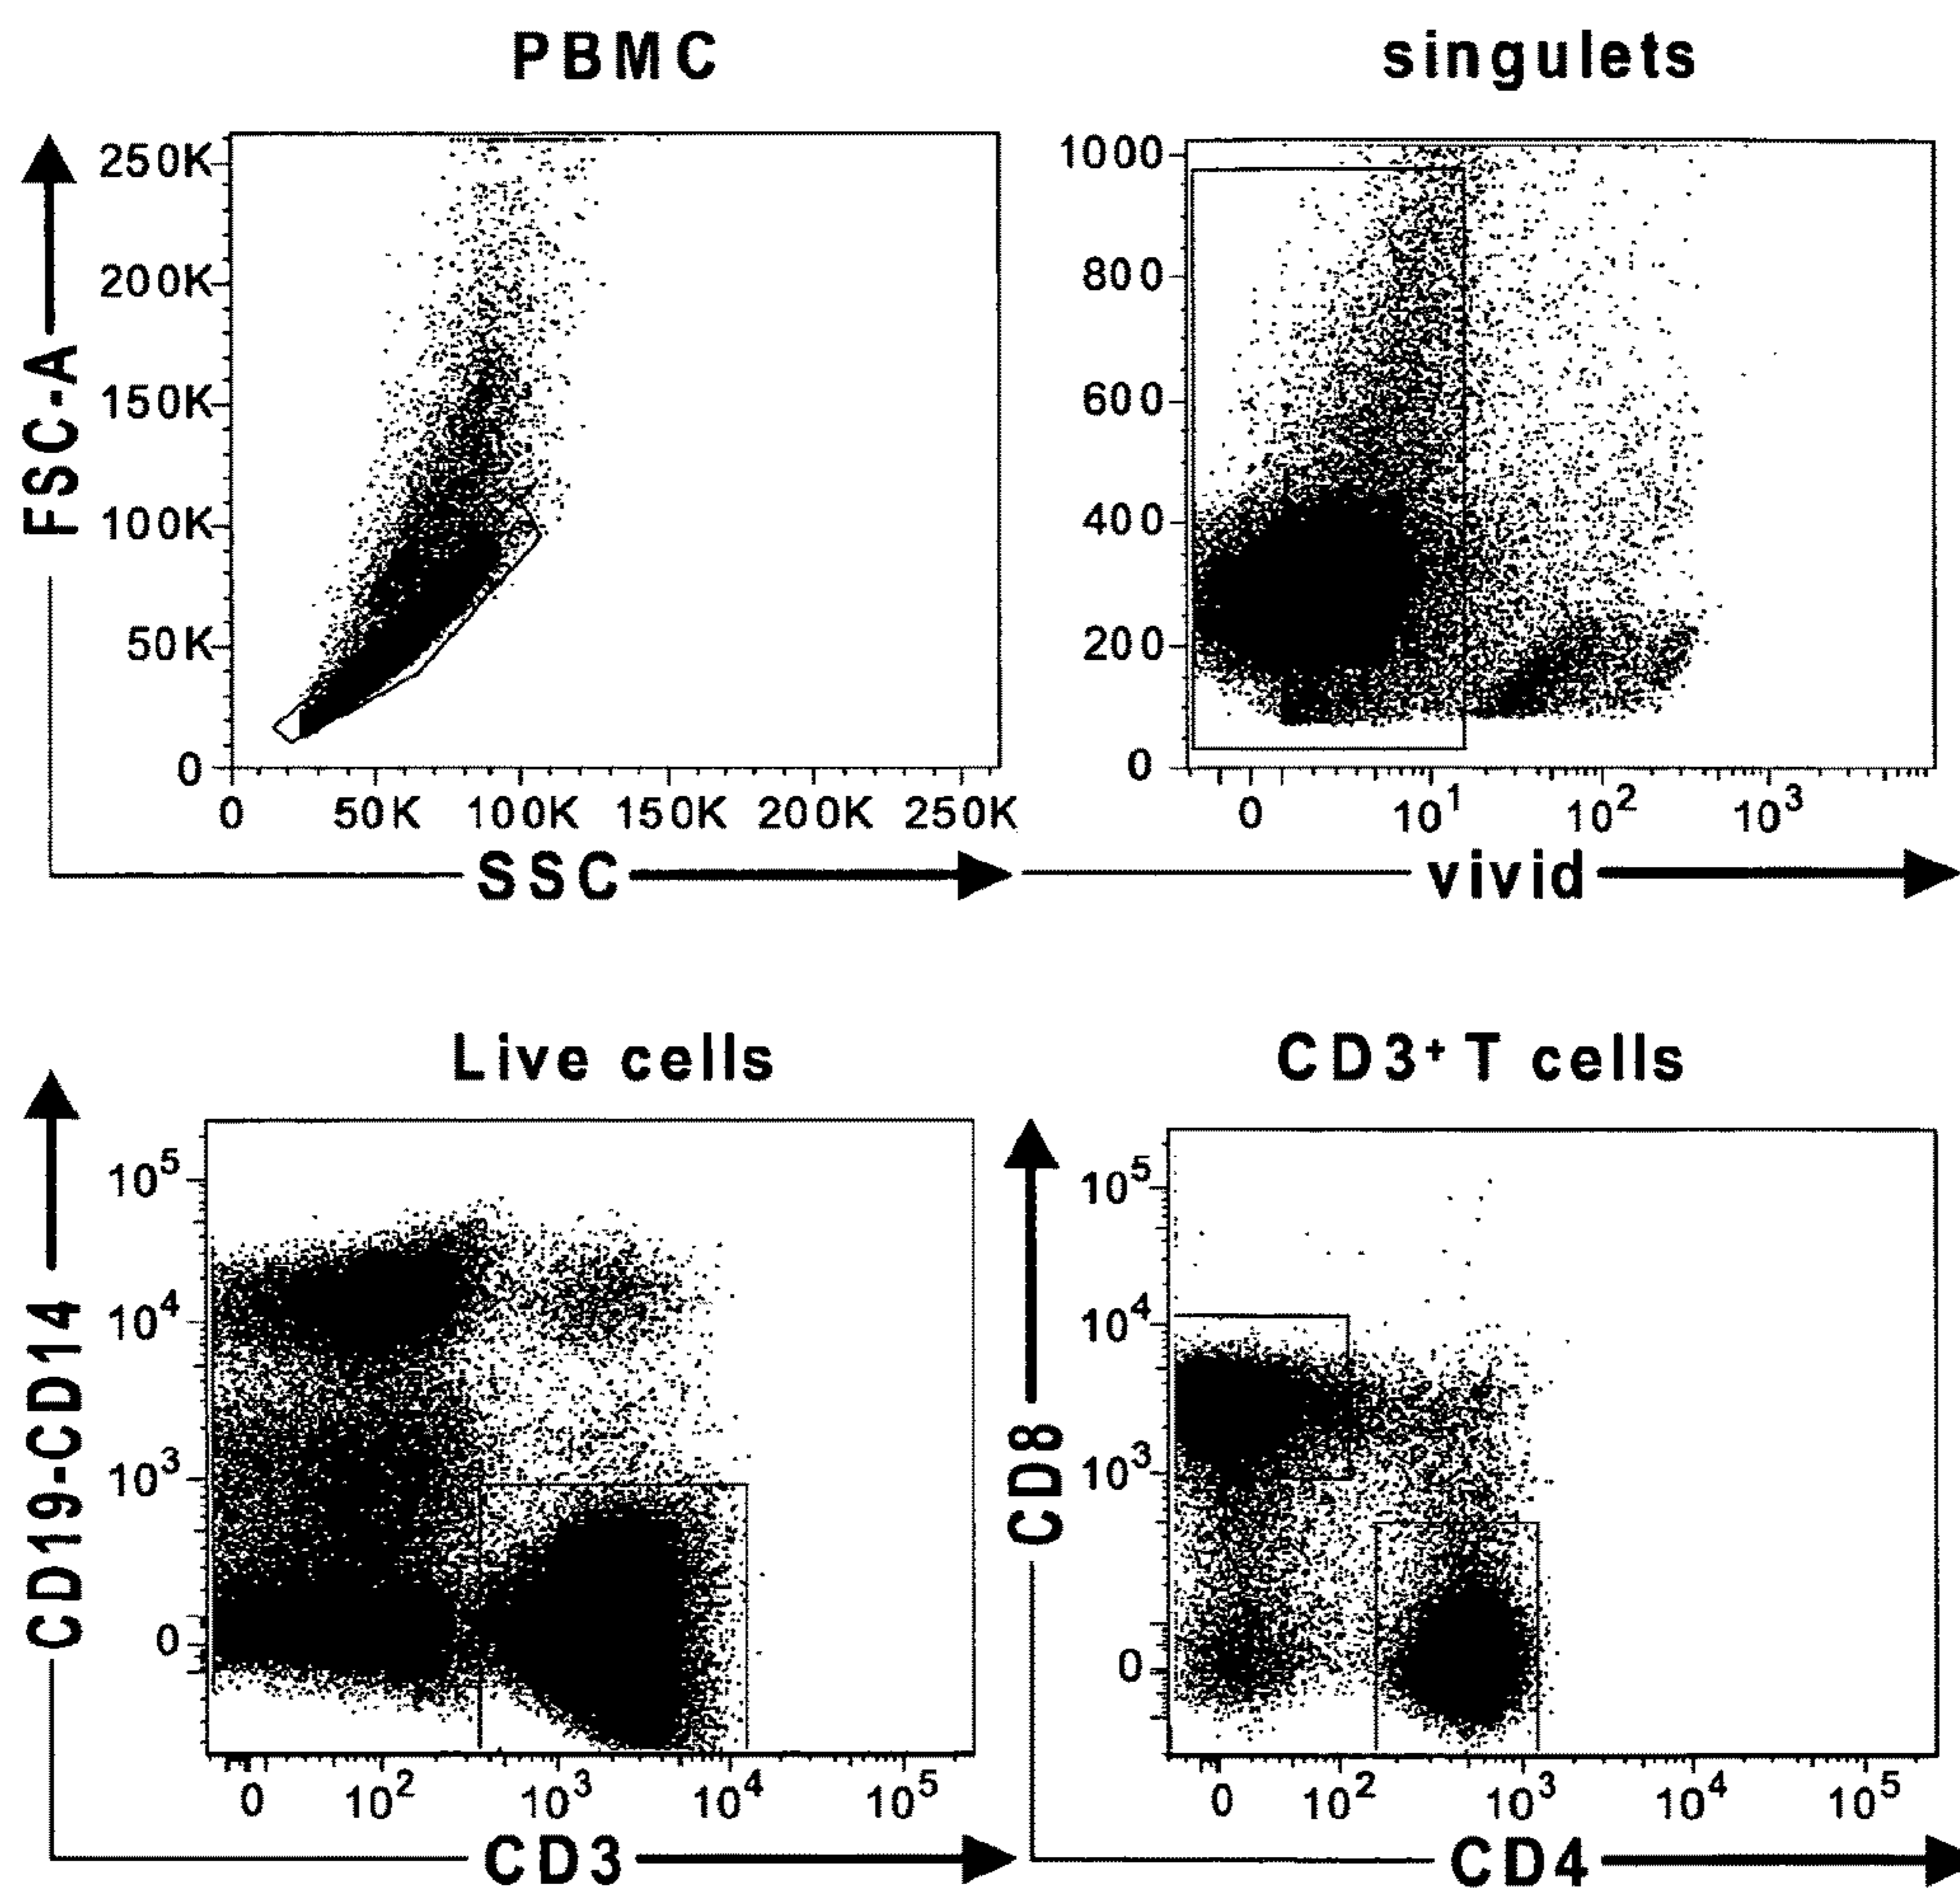 PBMC
singulets
FSC-A
250K
200K
150K
100K
50K
0
0 50K 100K 150K 200K 250K
SSC
1000
800
600
400
200
0
0 10¹ 10² 10³
vivid
Live cells
CD3⁺ T cells
CD19-CD14
10⁵
10⁴
10³
0
0 10² 10³ 10⁴ 10⁵
CD3
CD8
10⁵
10⁴
10³
0
0 10² 10³ 10⁴ 10⁵
CD4